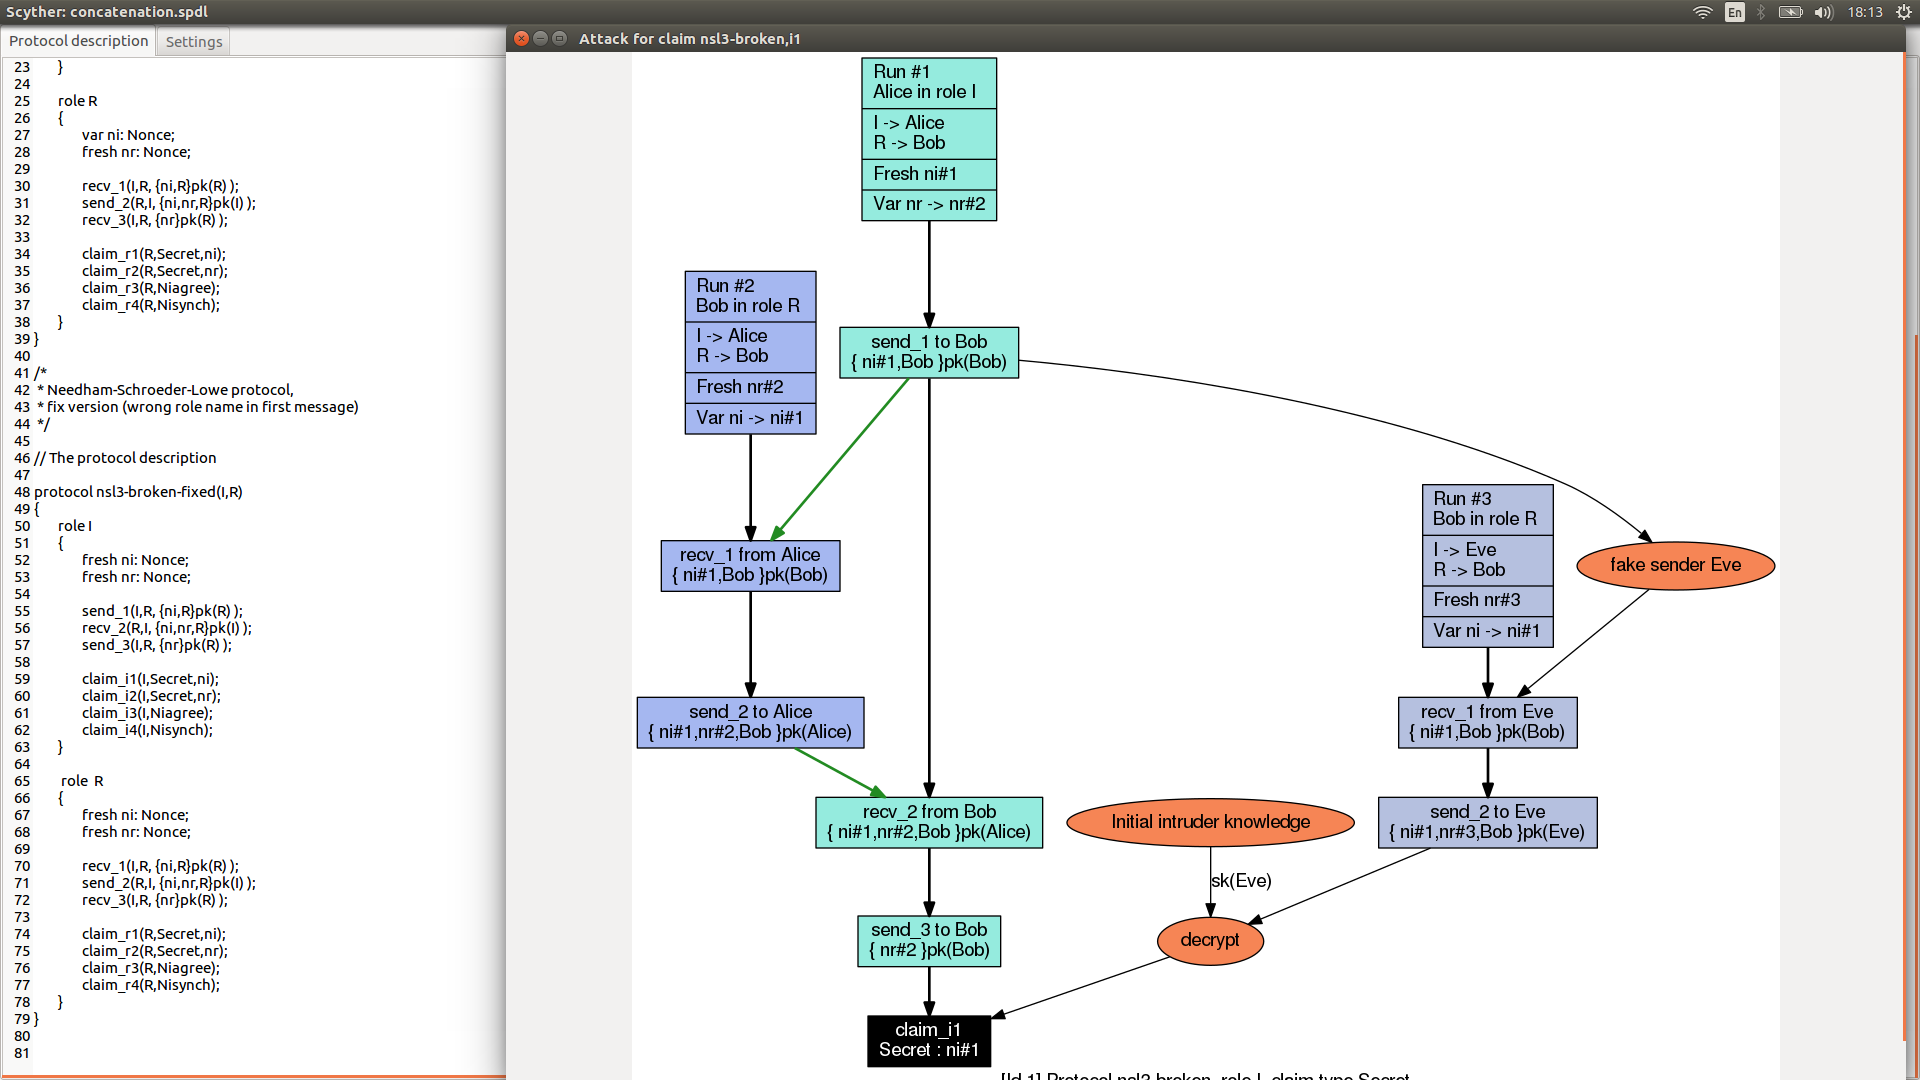 Scyther: concatenation.spdl
En
18:13
Protocol description
Settings
23 }
24
25 role R
26 {
27 var ni: Nonce;
28 fresh nr: Nonce;
29
30 recv_1(I,R, {ni,R}pk(R) );
31 send_2(R,I, {ni,nr,R}pk(I) );
32 recv_3(I,R, {nr}pk(R) );
33
34 claim_r1(R,Secret,ni);
35 claim_r2(R,Secret,nr);
36 claim_r3(R,Niagree);
37 claim_r4(R,Nisynch);
38 }
39 }
40
41 /*
42 * Needham-Schroeder-Lowe protocol,
43 * fix version (wrong role name in first message)
44 */
45
46 // The protocol description
47
48 protocol nsl3-broken-fixed(I,R)
49 {
50 role I
51 {
52 fresh ni: Nonce;
53 fresh nr: Nonce;
54
55 send_1(I,R, {ni,R}pk(R) );
56 recv_2(R,I, {ni,nr,R}pk(I) );
57 send_3(I,R, {nr}pk(R) );
58
59 claim_i1(I,Secret,ni);
60 claim_i2(I,Secret,nr);
61 claim_i3(I,Niagree);
62 claim_i4(I,Nisynch);
63 }
64
65 role R
66 {
67 fresh ni: Nonce;
68 fresh nr: Nonce;
69
70 recv_1(I,R, {ni,R}pk(R) );
71 send_2(R,I, {ni,nr,R}pk(I) );
72 recv_3(I,R, {nr}pk(R) );
73
74 claim_r1(R,Secret,ni);
75 claim_r2(R,Secret,nr);
76 claim_r3(R,Niagree);
77 claim_r4(R,Nisynch);
78 }
79 }
80
81
Attack for claim nsl3-broken,i1
Run #1
Alice in role I
I -> Alice
R -> Bob
Fresh ni#1
Var nr -> nr#2
Run #2
Bob in role R
I -> Alice
R -> Bob
Fresh nr#2
Var ni -> ni#1
send_1 to Bob
{ ni#1,Bob }pk(Bob)
Run #3
Bob in role R
I -> Eve
R -> Bob
Fresh nr#3
Var ni -> ni#1
fake sender Eve
recv_1 from Alice
{ ni#1,Bob }pk(Bob)
send_2 to Alice
{ ni#1,nr#2,Bob }pk(Alice)
recv_1 from Eve
{ ni#1,Bob }pk(Bob)
recv_2 from Bob
{ ni#1,nr#2,Bob }pk(Alice)
Initial intruder knowledge
send_2 to Eve
{ ni#1,nr#3,Bob }pk(Eve)
sk(Eve)
send_3 to Bob
{ nr#2 }pk(Bob)
decrypt
claim_i1
Secret : ni#1
[Id 1] Protocol nsl3-broken, role I, claim type Secret